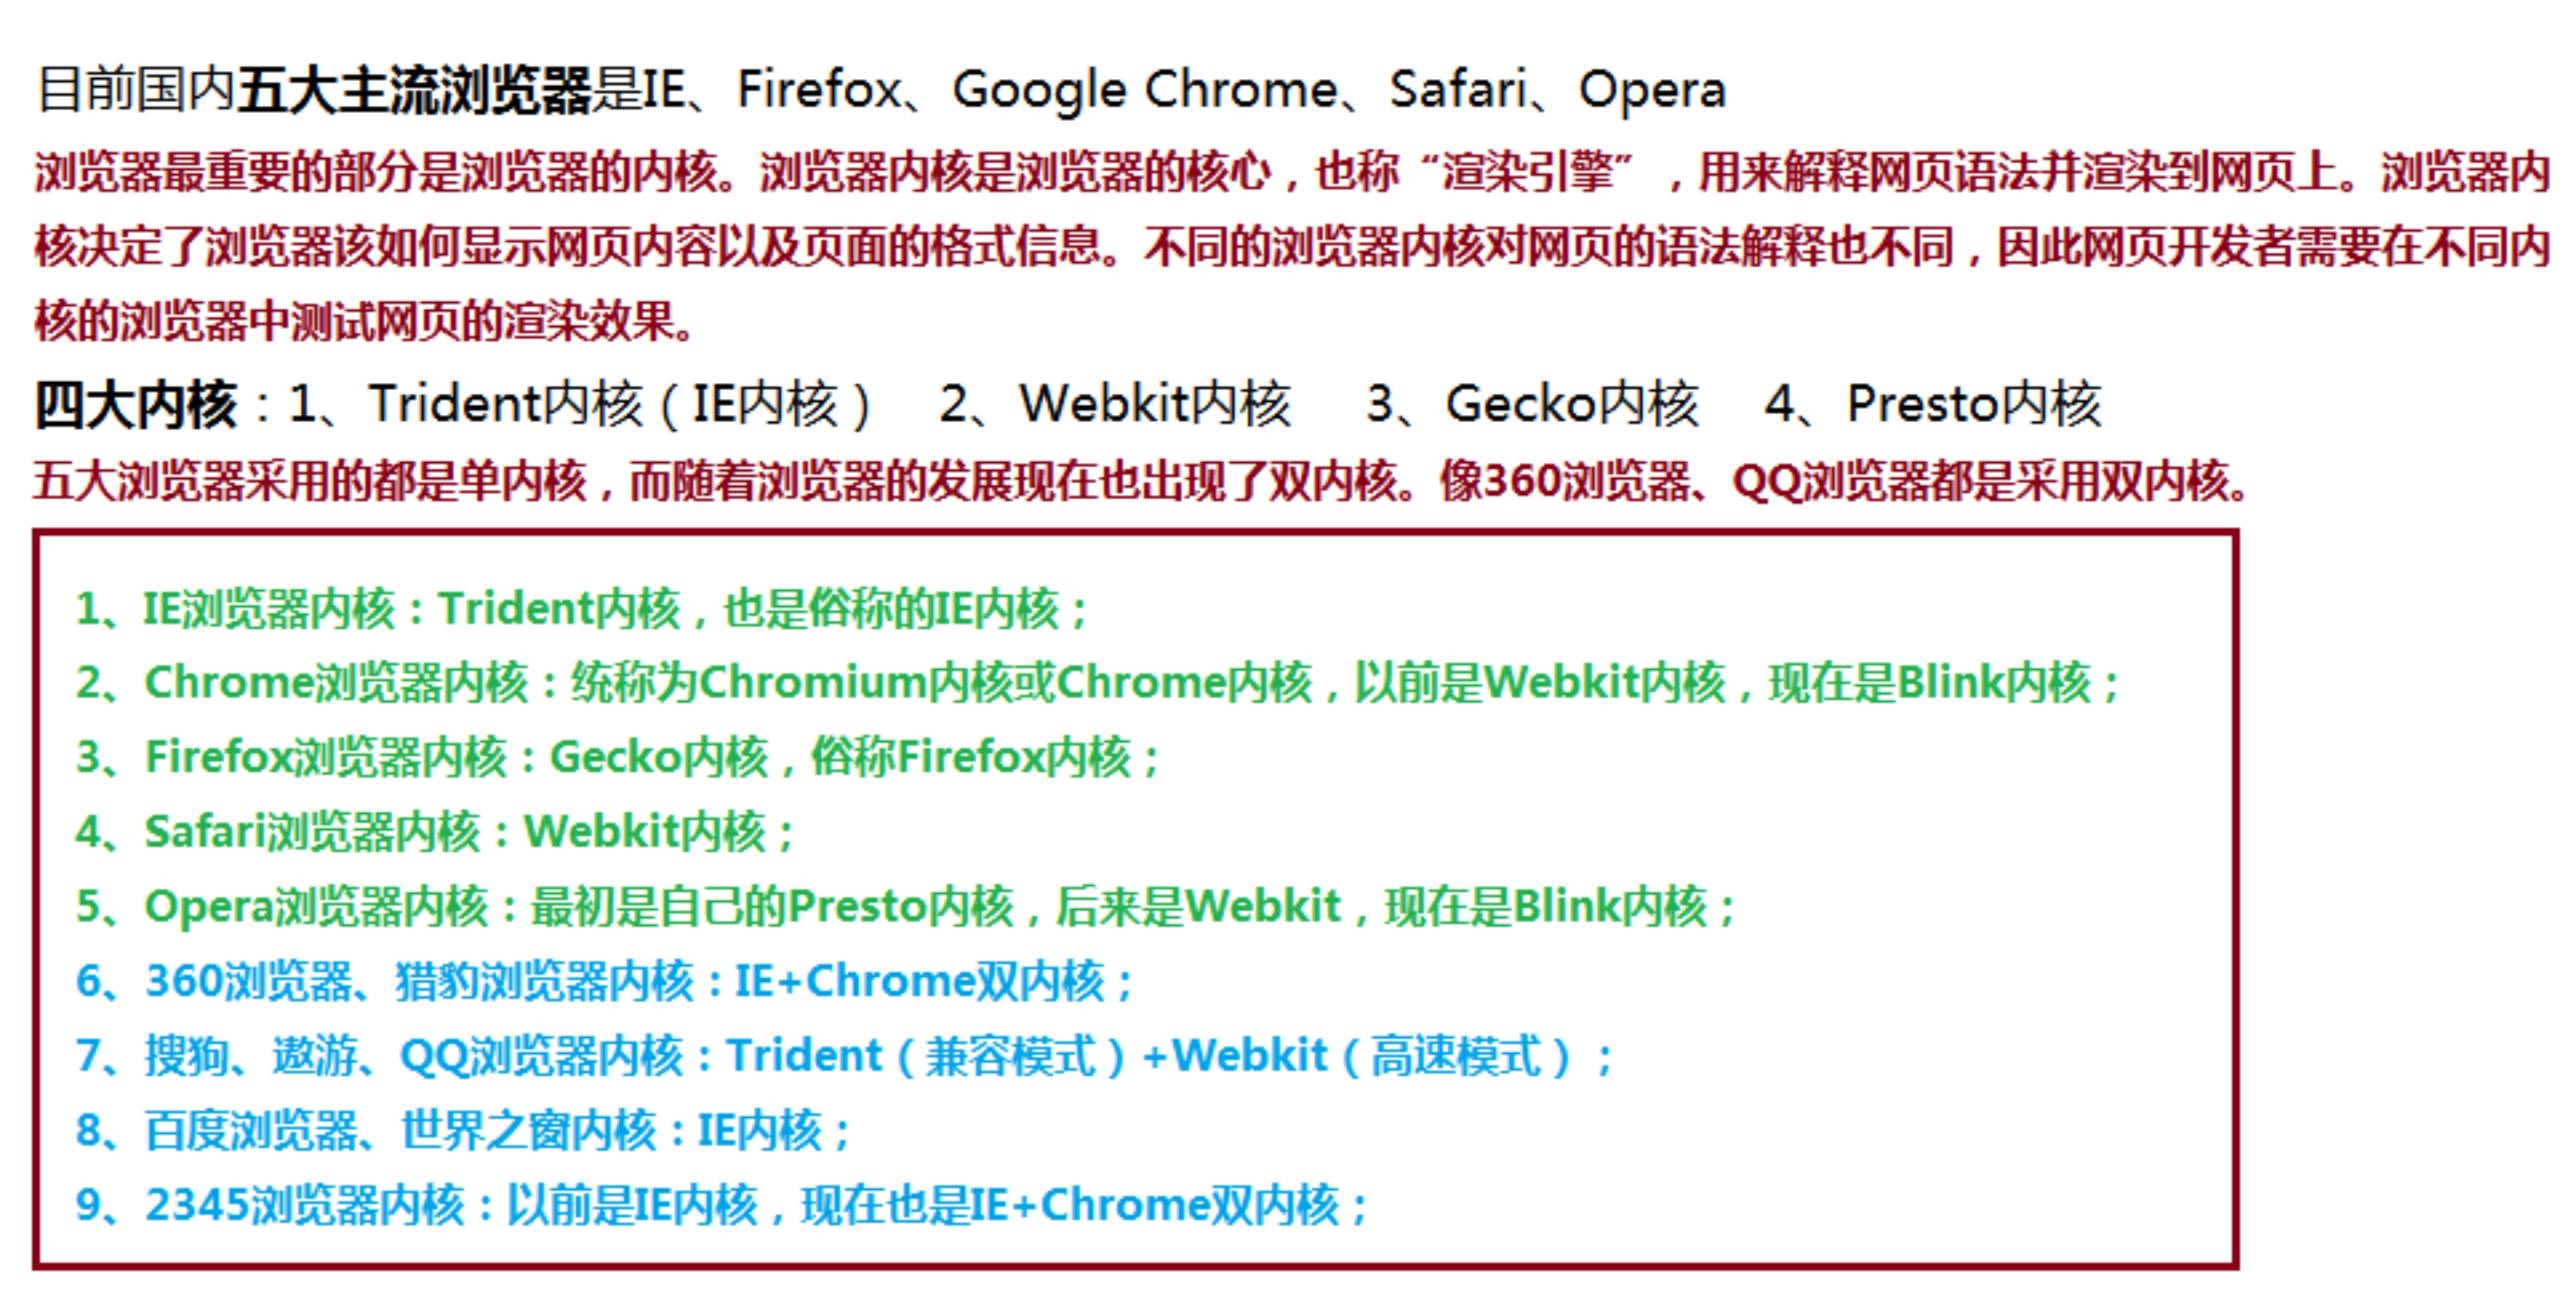 目前国内五大主流浏览器是IE、Firefox、Google Chrome、Safari、Opera
浏览器最重要的部分是浏览器的内核。浏览器内核是浏览器的核心，也称“渲染引擎”，用来解释网页语法并渲染到网页上。浏览器内
核决定了浏览器该如何显示网页内容以及页面的格式信息。不同的浏览器内核对网页的语法解释也不同，因此网页开发者需要在不同内
核的浏览器中测试网页的渲染效果。
四大内核：1、Trident内核（IE内核） 2、Webkit内核 3、Gecko内核 4、Presto内核
五大浏览器采用的都是单内核，而随着浏览器的发展现在也出现了双内核。像360浏览器、QQ浏览器都是采用双内核。
1、IE浏览器内核：Trident内核，也是俗称的IE内核；
2、Chrome浏览器内核：统称为Chromium内核或Chrome内核，以前是Webkit内核，现在是Blink内核；
3、Firefox浏览器内核：Gecko内核，俗称Firefox内核；
4、Safari浏览器内核：Webkit内核；
5、Opera浏览器内核：最初是自己的Presto内核，后来是Webkit，现在是Blink内核；
6、360浏览器、猎豹浏览器内核：IE+Chrome双内核；
7、搜狗、遨游、QQ浏览器内核：Trident（兼容模式）+Webkit（高速模式）；
8、百度浏览器、世界之窗内核：IE内核；
9、2345浏览器内核：以前是IE内核，现在也是IE+Chrome双内核；